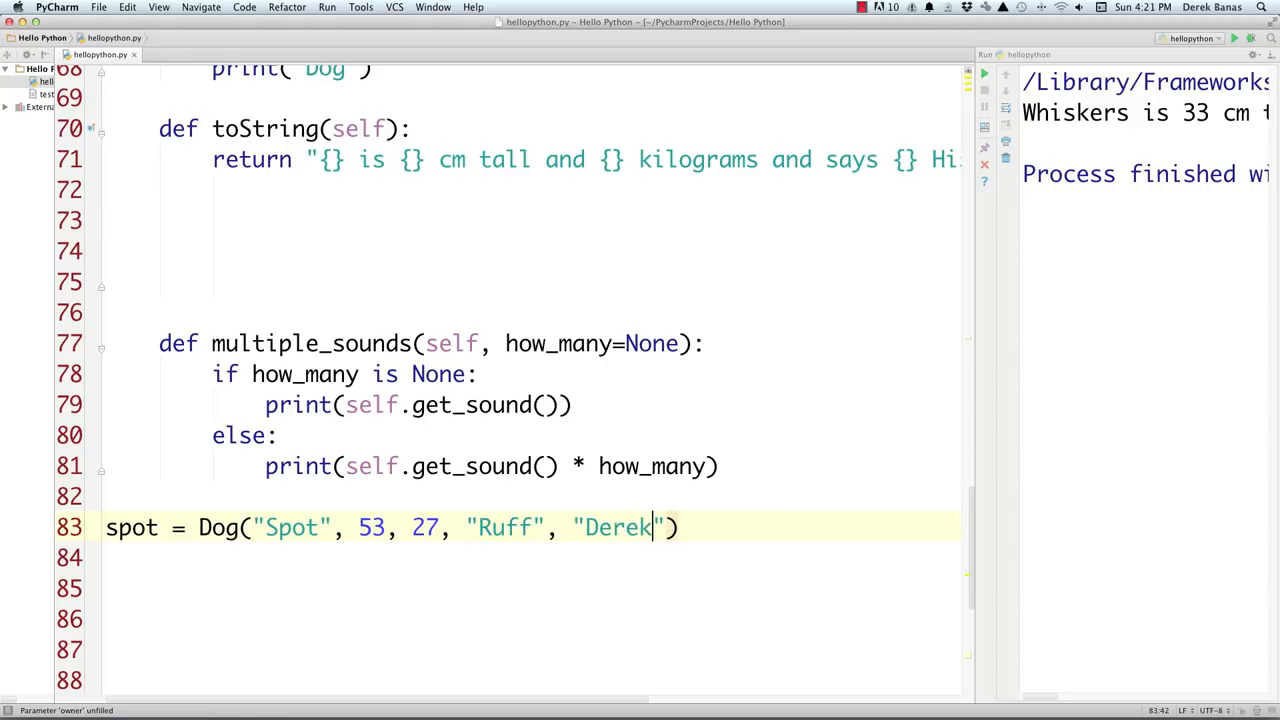 PyCharm File Edit View Navigate Code Refactor Run Tools VCS Window Help 10 Sun 4:21 PM Derek Banas
hellopython.py – Hello Python – [~/PycharmProjects/Hello Python]
Hello Python hellopython.py hellopython
hellopython.py Run hellopython
Hello P
hell
test
Externa
68 print("Dog")
69
70 def toString(self):
71 return "{} is {} cm tall and {} kilograms and says {} Hi
72
73
74
75
76
77 def multiple_sounds(self, how_many=None):
78 if how_many is None:
79 print(self.get_sound())
80 else:
81 print(self.get_sound() * how_many)
82
83 spot = Dog("Spot", 53, 27, "Ruff", "Derek")
84
85
86
87
88
/Library/Frameworks
Whiskers is 33 cm t
Process finished wi
Parameter 'owner' unfilled 83:42 LF UTF-8